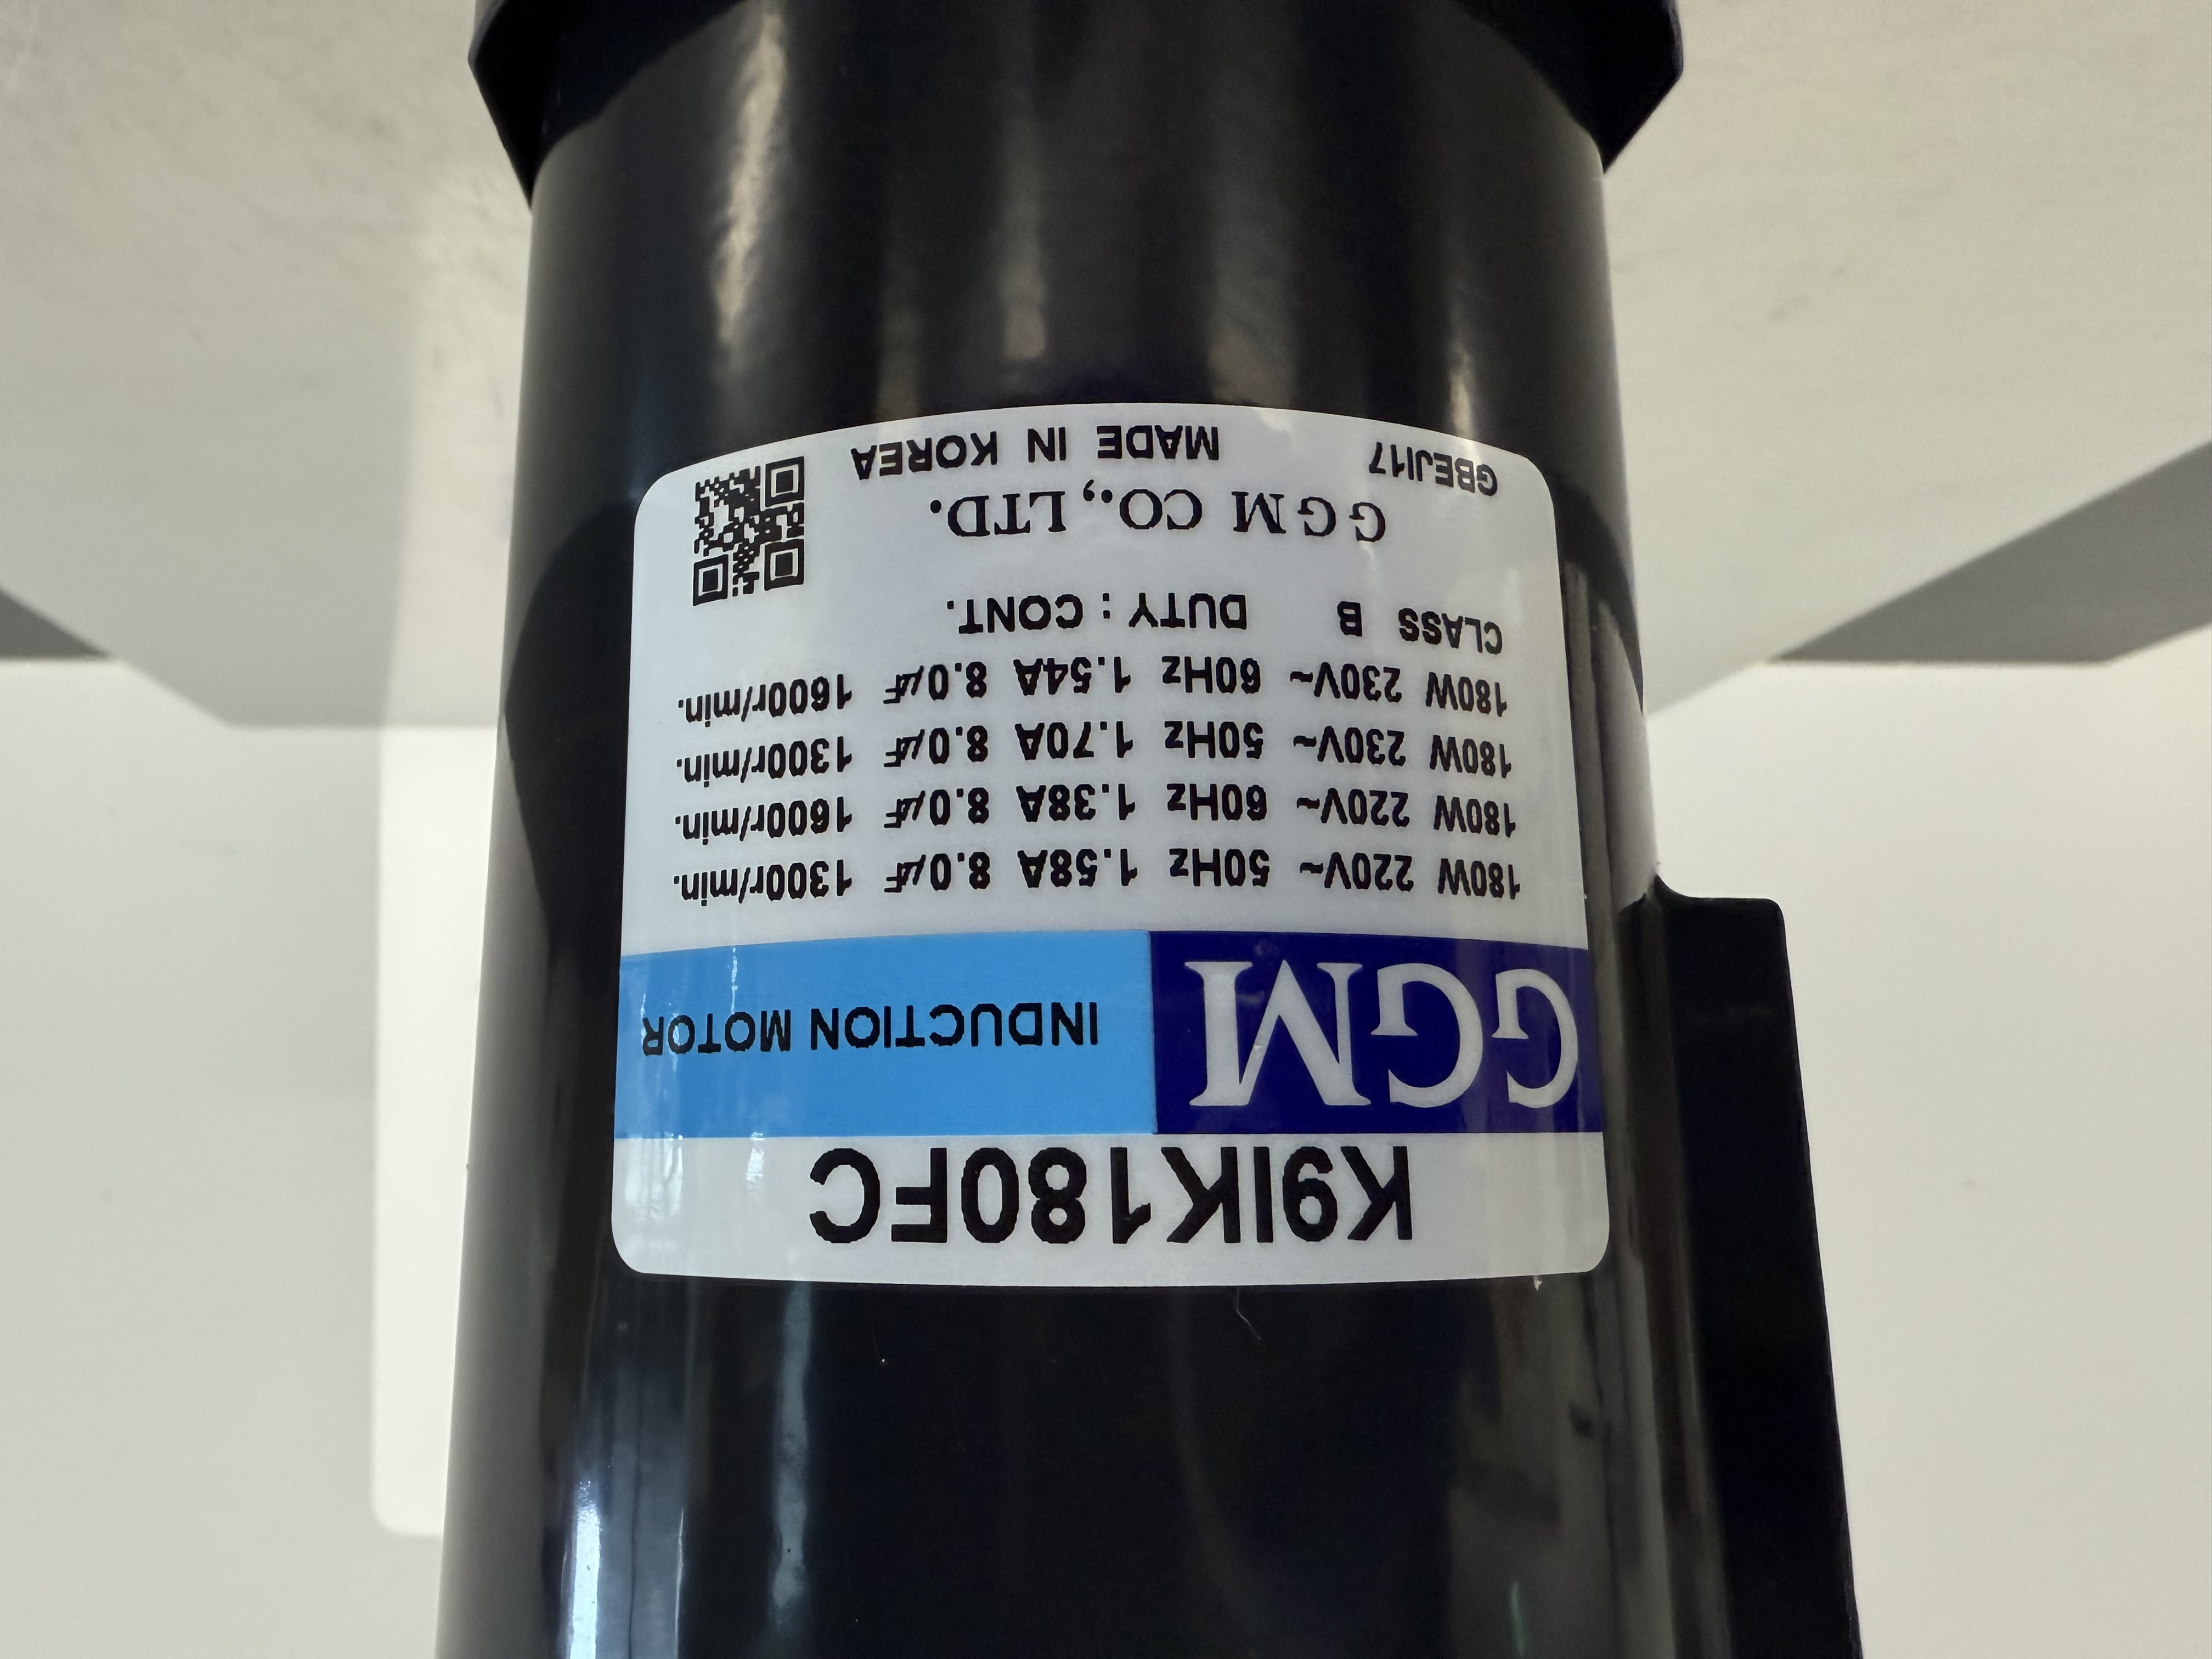 K9IK180FC
GGM INDUCTION MOTOR
180W 220V~ 50Hz 1.58A 8.0µF 1300r/min.
180W 220V~ 60Hz 1.38A 8.0µF 1600r/min.
180W 230V~ 50Hz 1.70A 8.0µF 1300r/min.
180W 230V~ 60Hz 1.54A 8.0µF 1600r/min.
CLASS B DUTY : CONT.
GGM CO., LTD.
GBEJI17 MADE IN KOREA